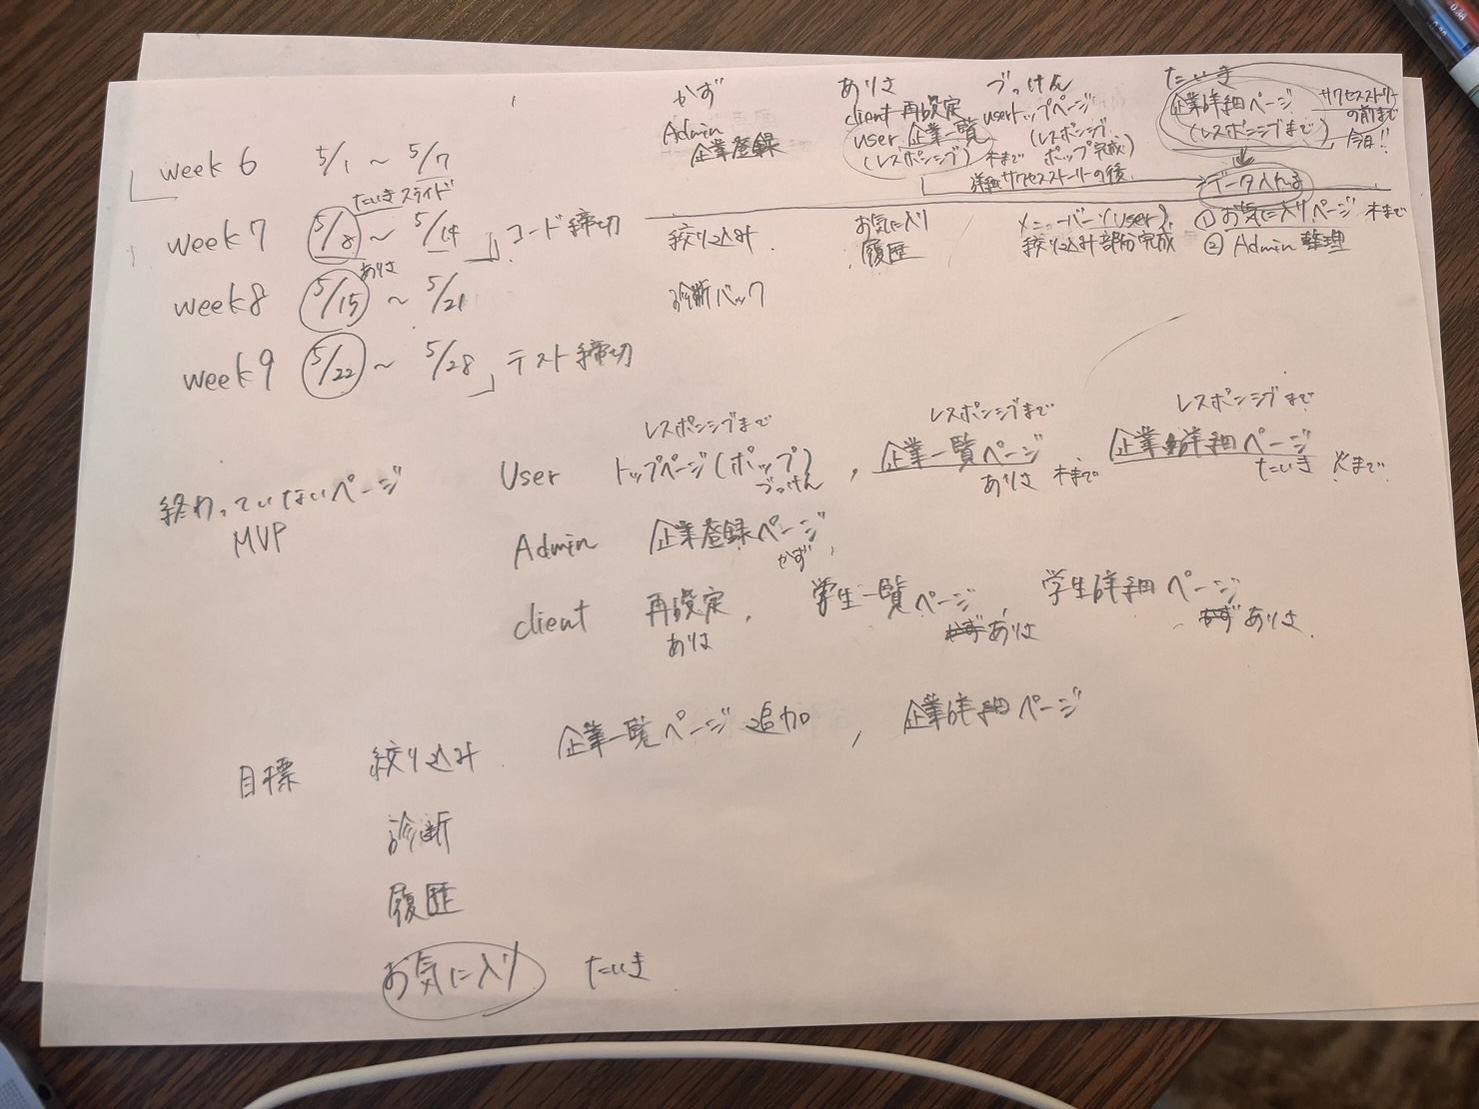 かず
Admin
企業登録
ありさ
client 再設定
user 企業一覧
(レスポンシブ) 木まで
づっけん
userトップページ
(レスポンシブ
ポップ完成)
詳細サクセスストーリーの後
たいき
企業詳細ページ
(レスポンシブまで)
サクセスストーリー
の前まで
今日!!
データ入れる
week 6 5/1 ~ 5/7
たいきスライド
week 7 5/8 ~ 5/14 コード締切
絞り込み
お気に入り
履歴
メニューバー(user)
絞り込み部分完成
① お気に入りページ 木まで
② Admin 整理
ありさ
week 8 5/15 ~ 5/21
診断バック
week 9 5/22 ~ 5/28 テスト締切
終わっていないページ
MVP
レスポンシブまで
レスポンシブまで
レスポンシブまで
User トップページ(ポップ), 企業一覧ページ 企業詳細ページ
づっけん
ありさ 木まで
たいき 火まで
Admin 企業登録ページ
かず
client 再設定, 学生一覧ページ, 学生詳細ページ
ありさ
かず ありさ
かず ありさ
目標 絞り込み 企業一覧ページ 追加, 企業詳細ページ
診断
履歴
お気に入り たいき